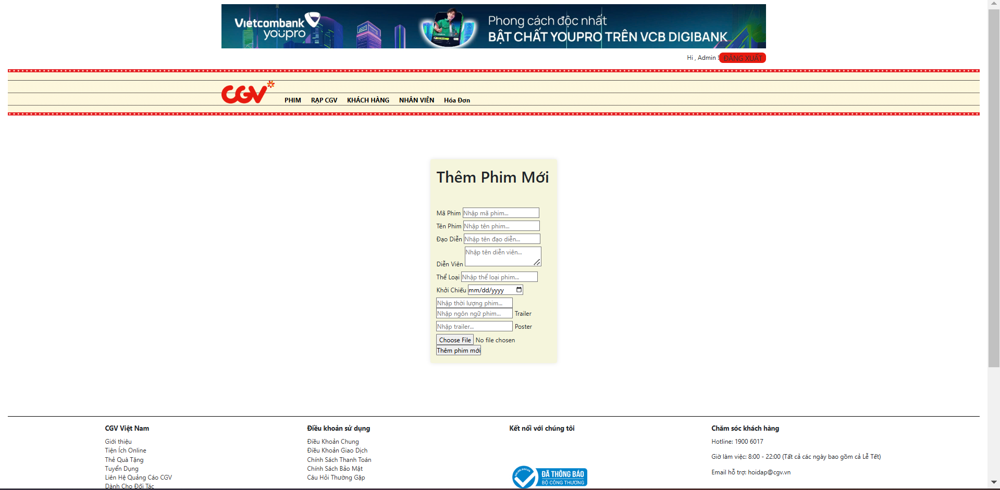 Vietcombank
youpro
Phong cách độc nhất
BẬT CHẤT YOUPRO TRÊN VCB DIGIBANK
Hi , Admin !
ĐĂNG XUẤT
CGV
PHIM RẠP CGV KHÁCH HÀNG NHÂN VIÊN Hóa Đơn
Thêm Phim Mới
Mã Phim Nhập mã phim...
Tên Phim Nhập tên phim...
Đạo Diễn Nhập tên đạo diễn...
Diễn Viên Nhập tên diễn viên...
Thể Loại Nhập thể loại phim...
Khởi Chiếu mm/dd/yyyy
Nhập thời lượng phim...
Nhập ngôn ngữ phim... Trailer
Nhập trailer... Poster
Choose File No file chosen
Thêm phim mới
CGV Việt Nam
Giới thiệu
Tiện Ích Online
Thẻ Quà Tặng
Tuyển Dụng
Liên Hệ Quảng Cáo CGV
Dành Cho Đối Tác
Điều khoản sử dụng
Điều Khoản Chung
Điều Khoản Giao Dịch
Chính Sách Thanh Toán
Chính Sách Bảo Mật
Câu Hỏi Thường Gặp
Kết nối với chúng tôi
ĐÃ THÔNG BÁO
BỘ CÔNG THƯƠNG
Chăm sóc khách hàng
Hotline: 1900 6017
Giờ làm việc: 8:00 - 22:00 (Tất cả các ngày bao gồm cả Lễ Tết)
Email hỗ trợ: hoidap@cgv.vn